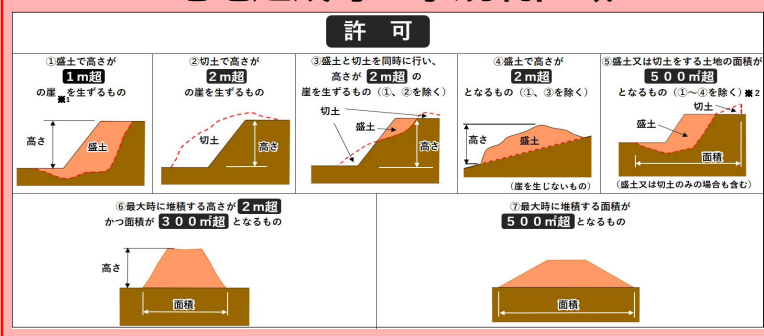 許可
①盛土で高さが
1m超
の崖※1を生ずるもの
高さ
盛土
②切土で高さが
2m超
の崖を生ずるもの
切土
高さ
③盛土と切土を同時に行い、
高さが 2m超 の
崖を生ずるもの（①、②を除く）
切土
盛土
高さ
④盛土で高さが
2m超
となるもの（①、③を除く）
高さ
盛土
（崖を生じないもの）
⑤盛土又は切土をする土地の面積が
500㎡超
となるもの（①～④を除く）※2
切土
盛土
面積
（盛土又は切土のみの場合も含む）
⑥最大時に堆積する高さが 2m超
かつ面積が 300㎡超 となるもの
高さ
面積
⑦最大時に堆積する面積が
500㎡超 となるもの
面積